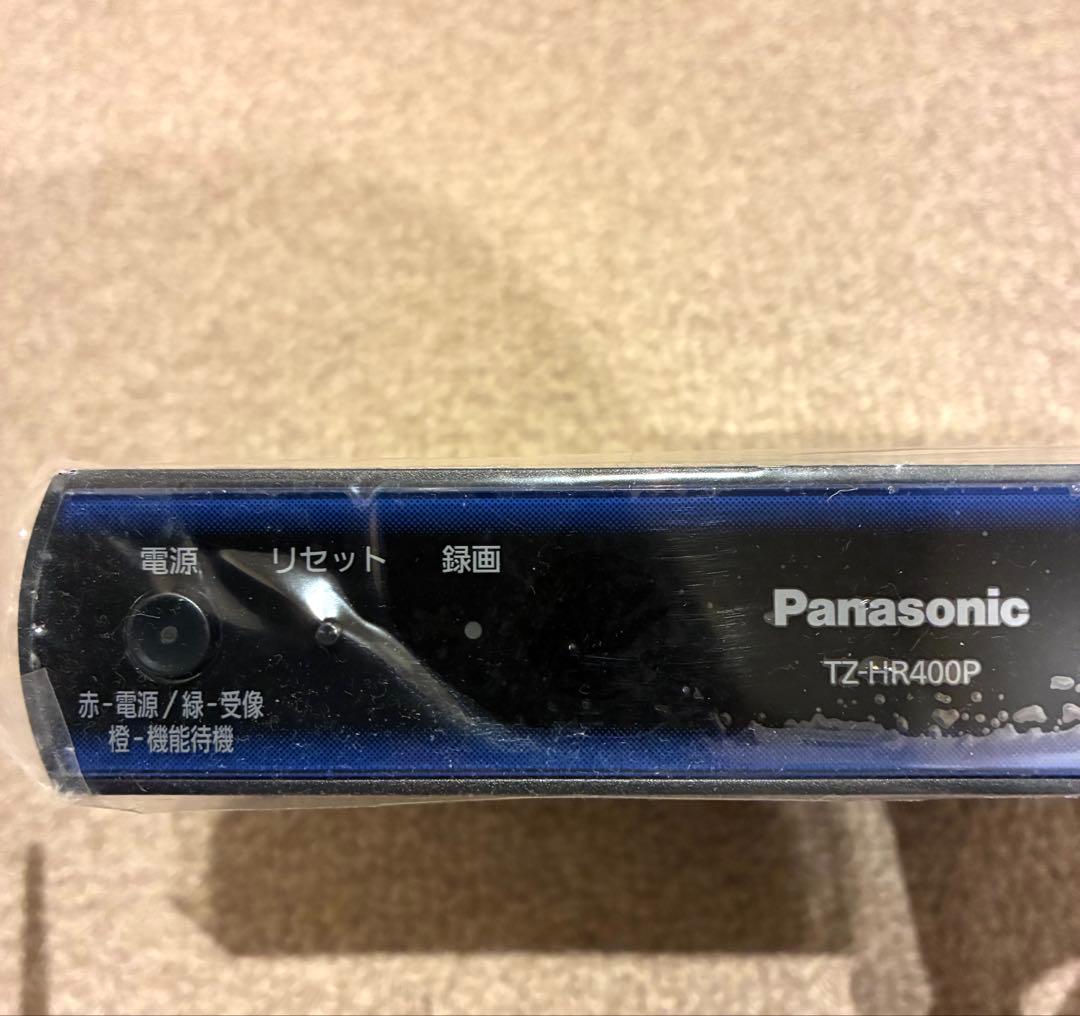 電源
リセット
録画
赤-電源/緑-受像
橙-機能待機
Panasonic
TZ-HR400P